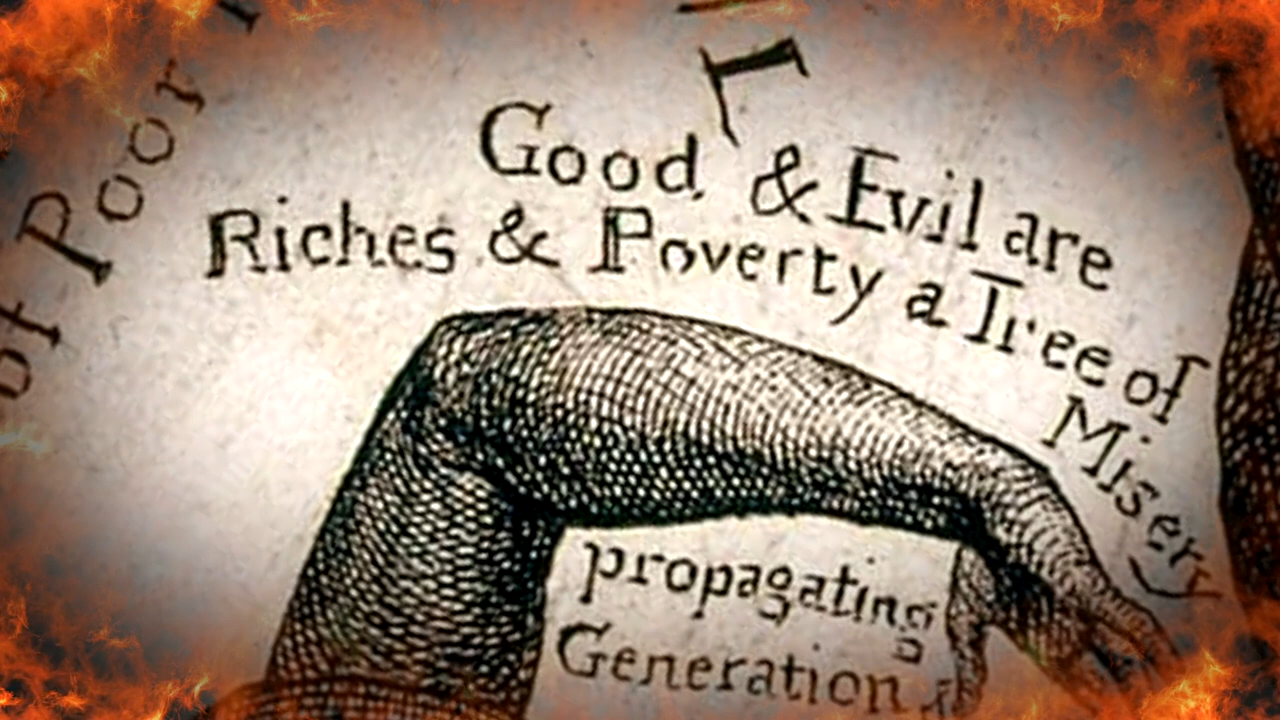 of Poor
Good & Evil are
Riches & Poverty a Tree of
Misery
propagating
Generation &